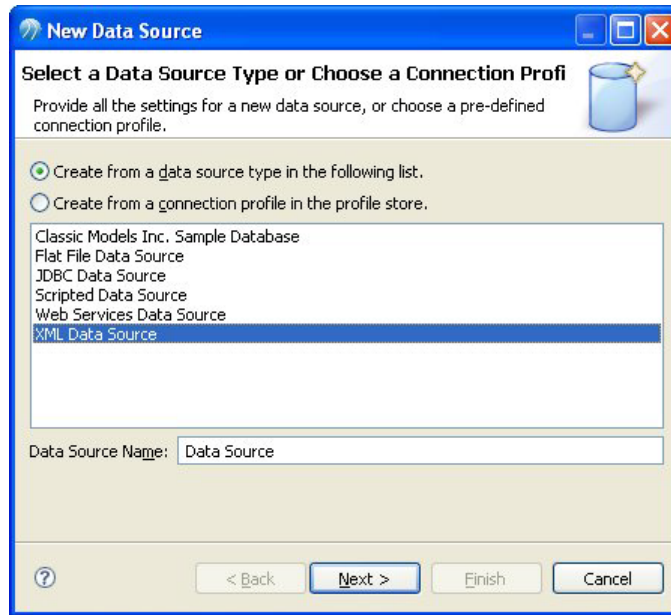 New Data Source
Select a Data Source Type or Choose a Connection Profi
Provide all the settings for a new data source, or choose a pre-defined
connection profile.
Create from a data source type in the following list.
Create from a connection profile in the profile store.
Classic Models Inc. Sample Database
Flat File Data Source
JDBC Data Source
Scripted Data Source
Web Services Data Source
XML Data Source
Data Source Name: Data Source
? < Back Next > Finish Cancel